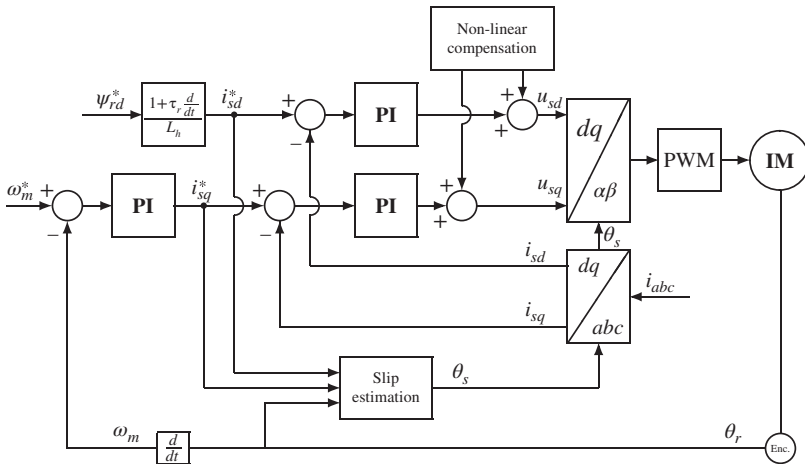 Non-linear
compensation
ψ*rd
1+τr d/dt
Lh
i*sd
+
−
PI
+
+
usd
dq
αβ
PWM
IM
ω*m
+
−
PI
i*sq
+
−
PI
+
+
usq
θs
isd
dq
abc
iabc
isq
Slip
estimation
θs
ωm
d
dt
θr
Enc.